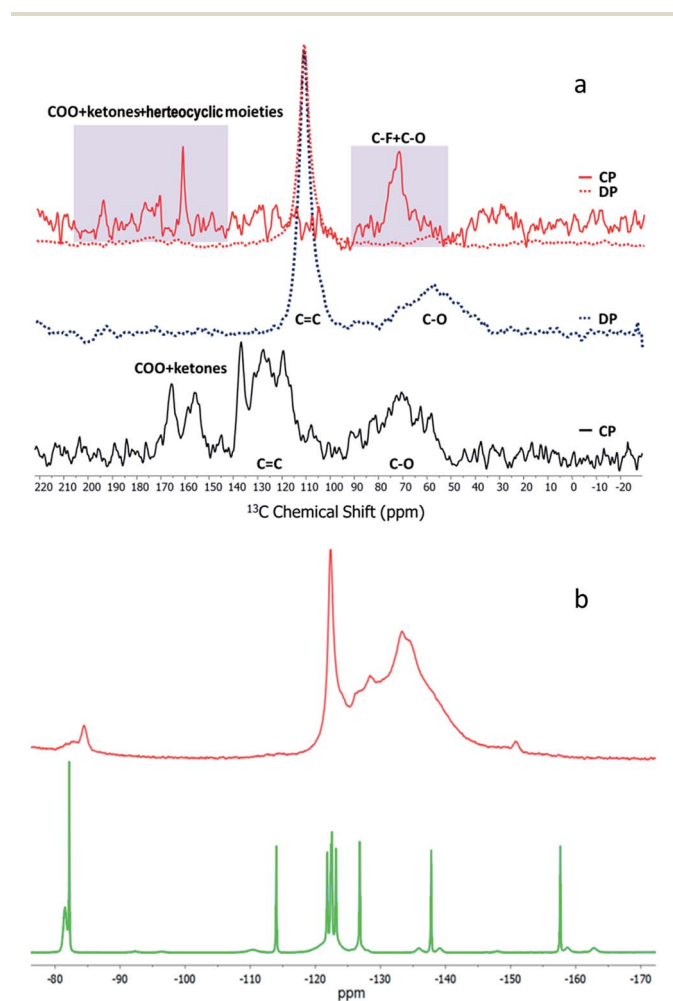 a
COO+ketones+herteocyclic moieties
C-F+C-O
CP
DP
C=C
C-O
DP
COO+ketones
C=C
C-O
CP
220 210 200 190 180 170 160 150 140 130 120 110 100 90 80 70 60 50 40 30 20 10 0 -10 -20
¹³C Chemical Shift (ppm)
b
-80 -90 -100 -110 -120 -130 -140 -150 -160 -170
ppm